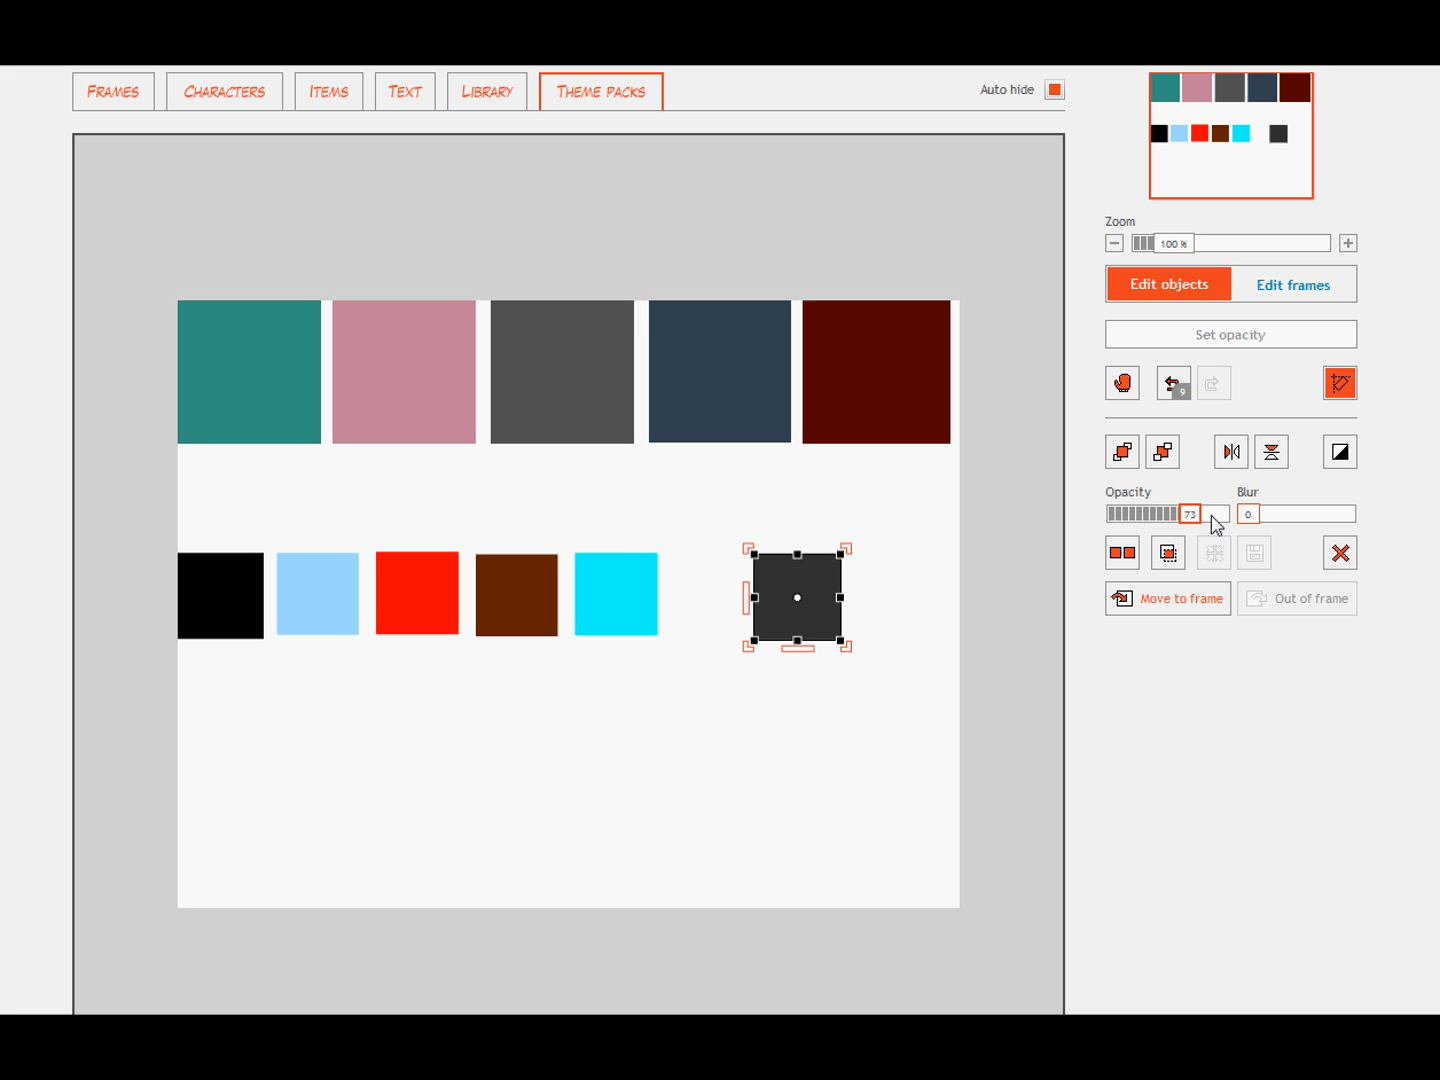 FRAMES
CHARACTERS
ITEMS
TEXT
LIBRARY
THEME PACKS
Auto hide
Zoom
100 %
Edit objects
Edit frames
Set opacity
9
Opacity
Blur
73
0
Move to frame
Out of frame